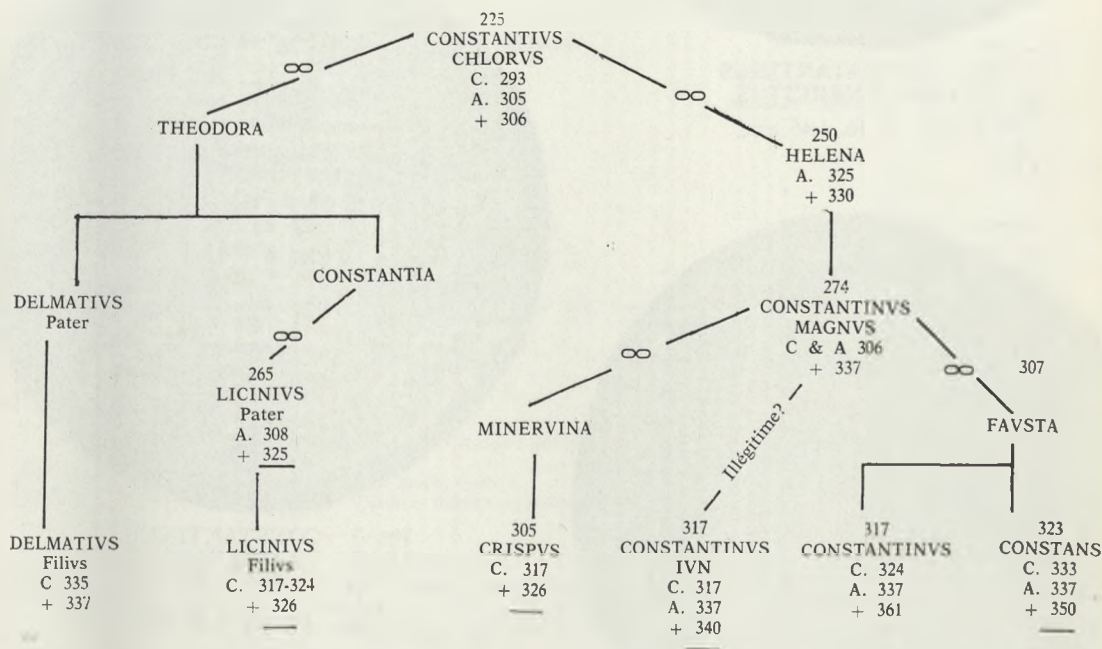 225
CONSTANTIVS
CHLORVS
C. 293
A. 305
+ 306
THEODORA
250
HELENA
A. 325
+ 330
CONSTANTIA
DELMATIVS
Pater
274
CONSTANTINVS
MAGNVS
C & A 306
+ 337
307
265
LICINIVS
Pater
A. 308
+ 325
MINERVINA
Illégitime?
FAVSTA
DELMATIVS
Filivs
C 335
+ 337
LICINIVS
Filivs
C. 317-324
+ 326
305
CRISPVS
C. 317
+ 326
317
CONSTANTINVS
IVN
C. 317
A. 337
+ 340
317
CONSTANTINVS
C. 324
A. 337
+ 361
323
CONSTANS
C. 333
A. 337
+ 350